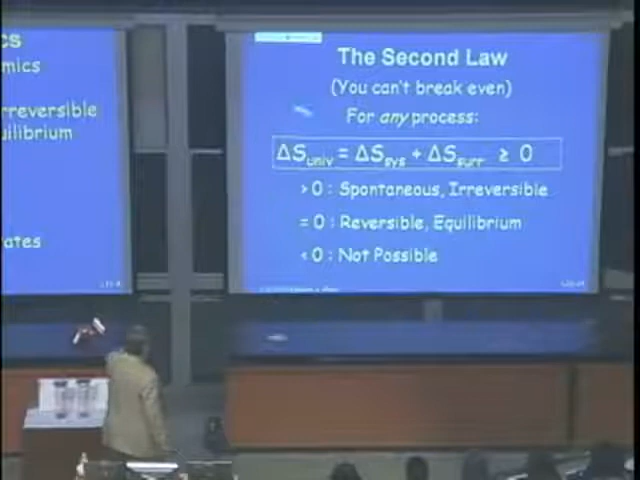 cs
mics
rreversible
uilibrium
ates
The Second Law
(You can't break even)
For any process:
ΔSuniv = ΔSsys + ΔSsurr ≥ 0
> 0 : Spontaneous, Irreversible
= 0 : Reversible, Equilibrium
< 0 : Not Possible